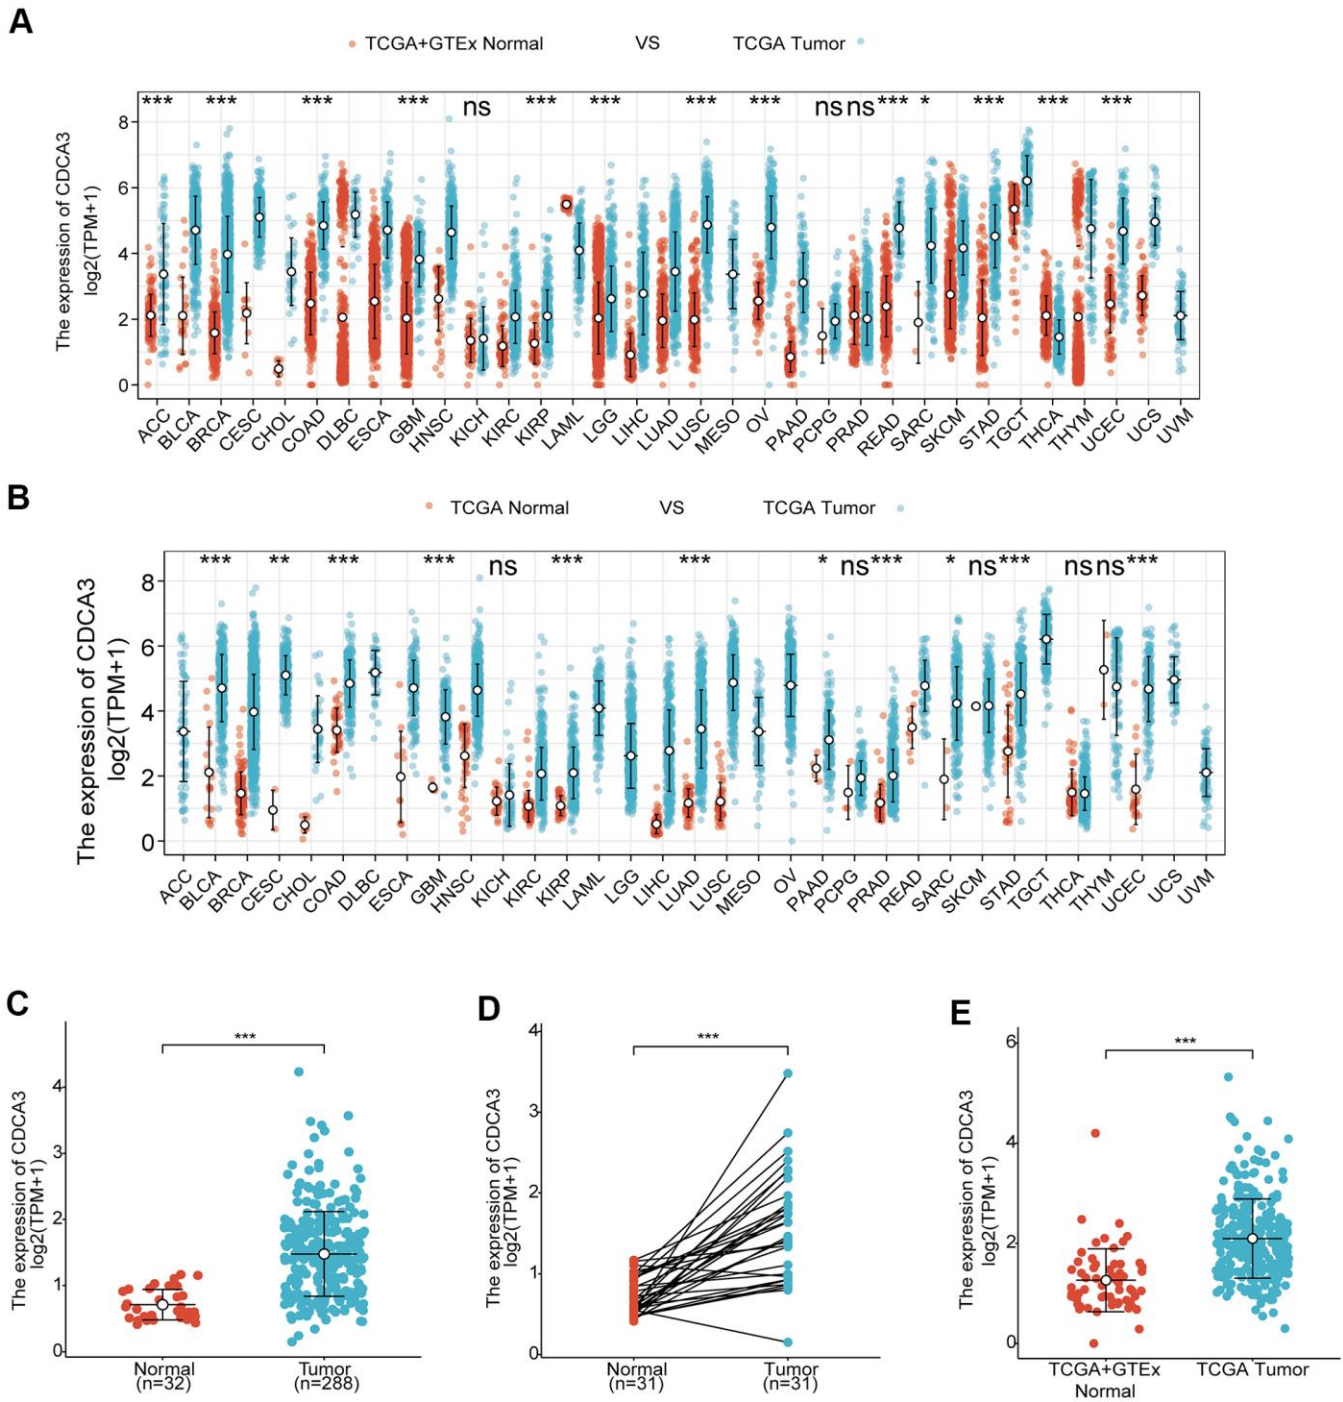 A
TCGA+GTEx Normal VS TCGA Tumor
*** *** *** *** ns *** *** *** *** ns ns *** * *** *** ***
The expression of CDCA3
log2(TPM+1)
8
6
4
2
0
ACC BLCA BRCA CESC CHOL COAD DLBC ESCA GBM HNSC KICH KIRC KIRP LAML LGG LIHC LUAD LUSC MESO OV PAAD PCPG PRAD READ SARC SKCM STAD TGCT THCA THYM UCEC UCS UVM
B
TCGA Normal VS TCGA Tumor
*** ** *** *** ns *** *** * ns *** * ns *** ns ns ***
The expression of CDCA3
log2(TPM+1)
8
6
4
2
0
ACC BLCA BRCA CESC CHOL COAD DLBC ESCA GBM HNSC KICH KIRC KIRP LAML LGG LIHC LUAD LUSC MESO OV PAAD PCPG PRAD READ SARC SKCM STAD TGCT THCA THYM UCEC UCS UVM
C
***
The expression of CDCA3
log2(TPM+1)
4
3
2
1
0
Normal Tumor
(n=32) (n=288)
D
***
The expression of CDCA3
log2(TPM+1)
4
3
2
1
0
Normal Tumor
(n=31) (n=31)
E
***
The expression of CDCA3
log2(TPM+1)
6
4
2
0
TCGA+GTEx TCGA Tumor
Normal